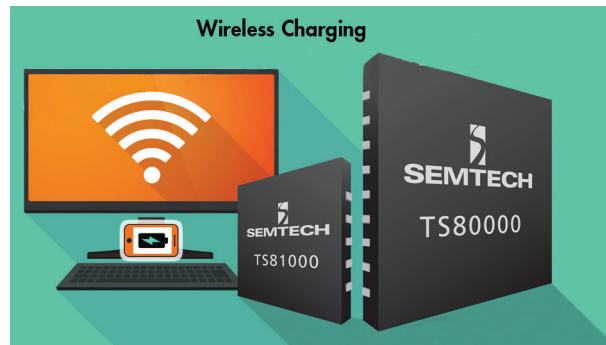 Wireless Charging
SEMTECH
TS81000
SEMTECH
TS80000